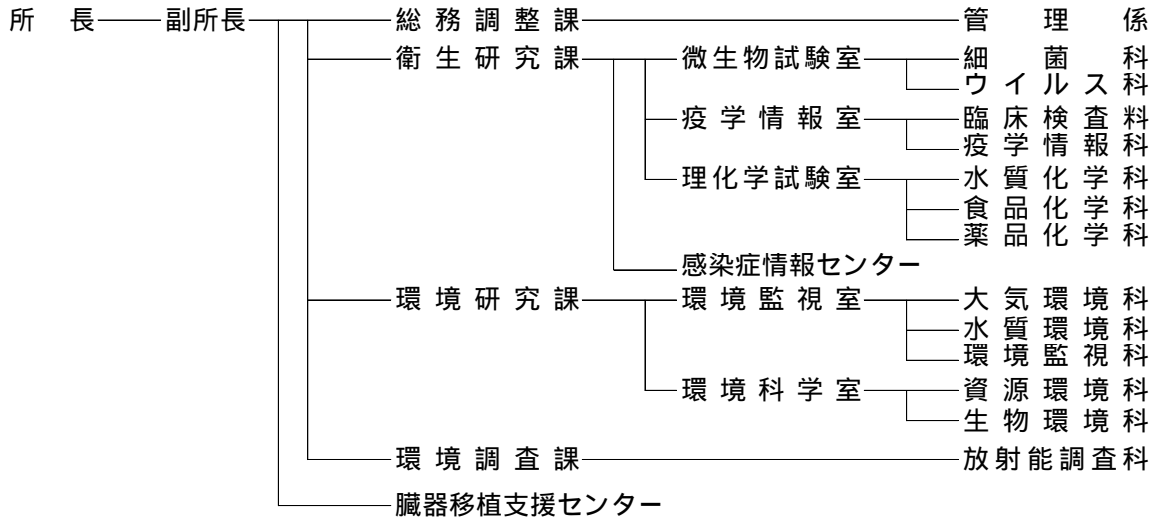 所長 副所長 総務調整課 管理係
衛生研究課 微生物試験室 細菌科
ウイルス科
疫学情報室 臨床検査料
疫学情報科
理化学試験室 水質化学科
食品化学科
薬品化学科
感染症情報センター
環境研究課 環境監視室 大気環境科
水質環境科
環境監視科
環境科学室 資源環境科
生物環境科
環境調査課 放射能調査科
臓器移植支援センター